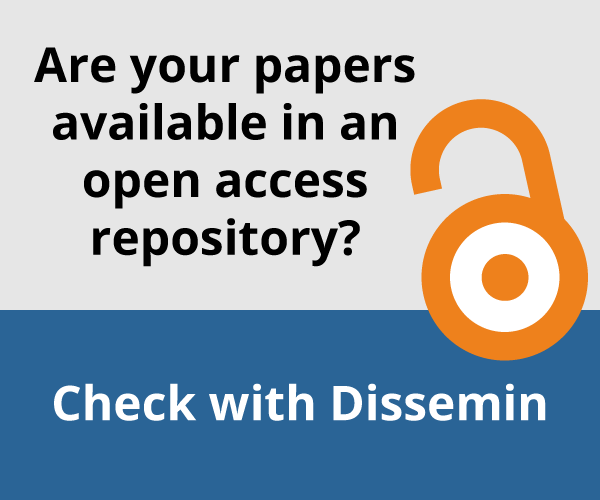 Are your papers
available in an
open access
repository?
Check with Dissemin